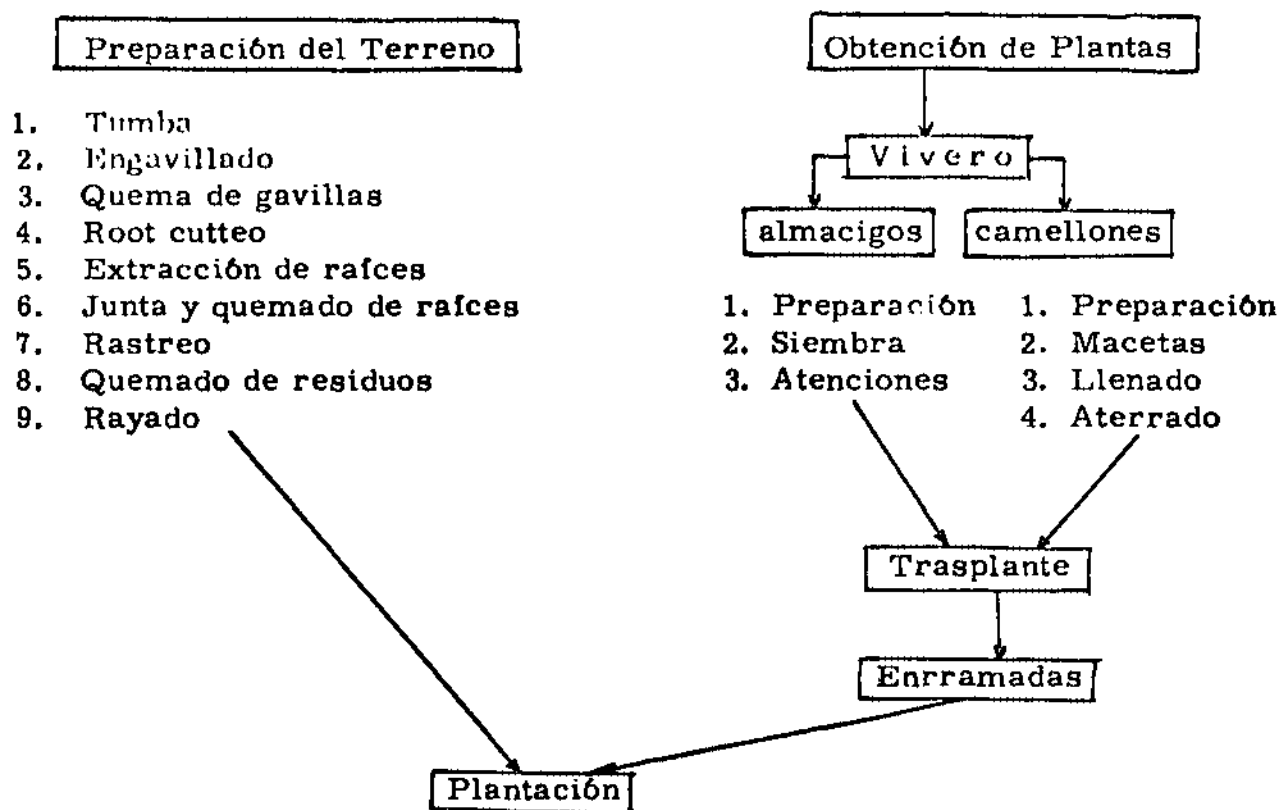 Preparación del Terreno
1. Tumba
2. Engavillado
3. Quema de gavillas
4. Root cutteo
5. Extracción de raíces
6. Junta y quemado de raíces
7. Rastreo
8. Quemado de residuos
9. Rayado
Obtención de Plantas
Vivero
almacigos
camellones
1. Preparación
2. Siembra
3. Atenciones
1. Preparación
2. Macetas
3. Llenado
4. Aterrado
Trasplante
Enrramadas
Plantación